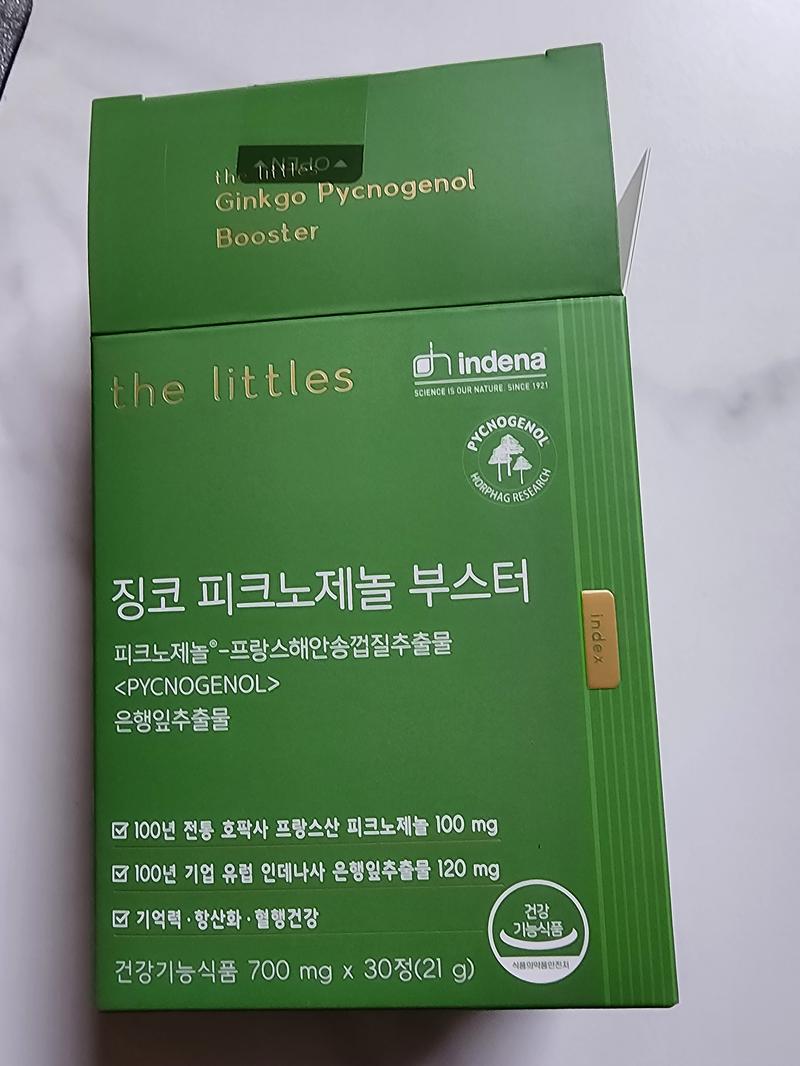 ▲OPEN▲
the littles
Ginkgo Pycnogenol
Booster
the littles
indena
SCIENCE IS OUR NATURE. SINCE 1921
PYCNOGENOL®
HORPHAG RESEARCH
징코 피크노제놀 부스터
피크노제놀®-프랑스해안송껍질추출물
<PYCNOGENOL>
은행잎추출물
index
100년 전통 호팍사 프랑스산 피크노제놀 100 mg
100년 기업 유럽 인데나사 은행잎추출물 120 mg
기억력·항산화·혈행건강
건강
기능식품
식품의약품안전처
건강기능식품 700 mg x 30정(21 g)